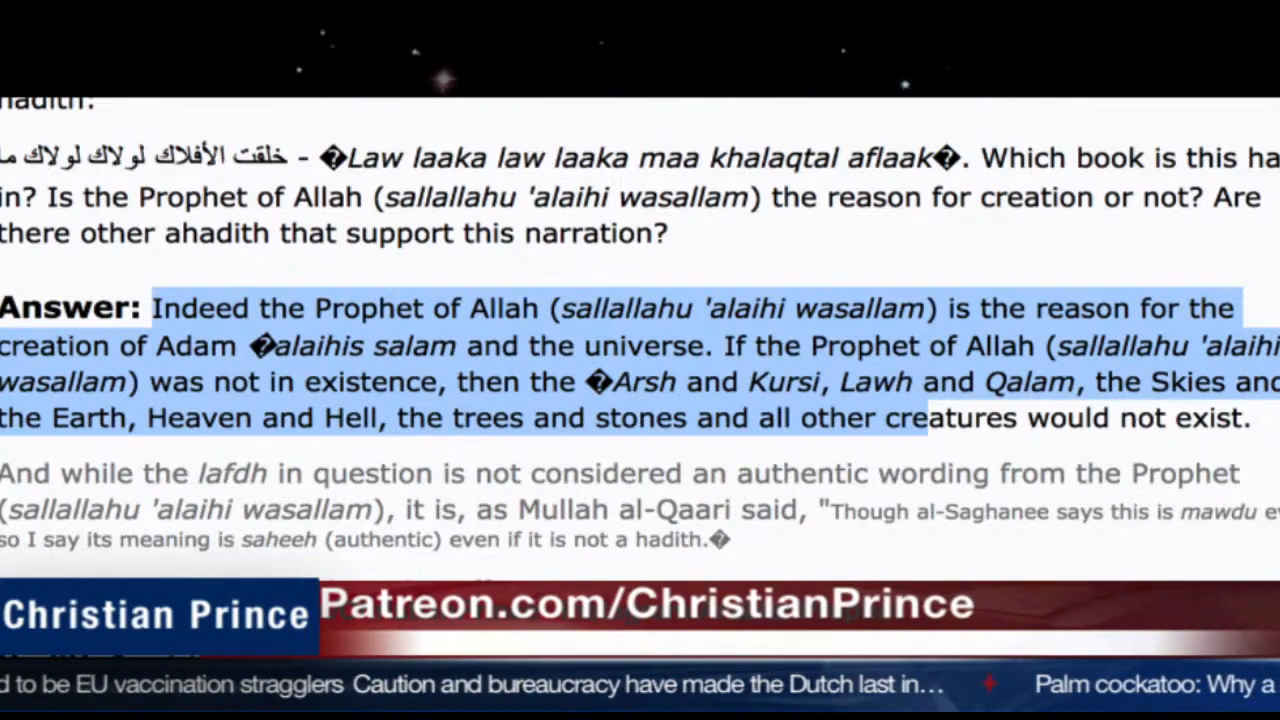 hadith:
خلقت الأفلاك لولاك لولاك ما - �Law laaka law laaka maa khalaqtal aflaak�. Which book is this ha
in? Is the Prophet of Allah (sallallahu 'alaihi wasallam) the reason for creation or not? Are
there other ahadith that support this narration?
Answer: Indeed the Prophet of Allah (sallallahu 'alaihi wasallam) is the reason for the
creation of Adam �alaihis salam and the universe. If the Prophet of Allah (sallallahu 'alaihi
wasallam) was not in existence, then the �Arsh and Kursi, Lawh and Qalam, the Skies and
the Earth, Heaven and Hell, the trees and stones and all other creatures would not exist.
And while the lafdh in question is not considered an authentic wording from the Prophet
(sallallahu 'alaihi wasallam), it is, as Mullah al-Qaari said, "Though al-Saghanee says this is mawdu ev
so I say its meaning is saheeh (authentic) even if it is not a hadith.�
Christian Prince
Patreon.com/ChristianPrince
d to be EU vaccination stragglers Caution and bureaucracy have made the Dutch last in… Palm cockatoo: Why a